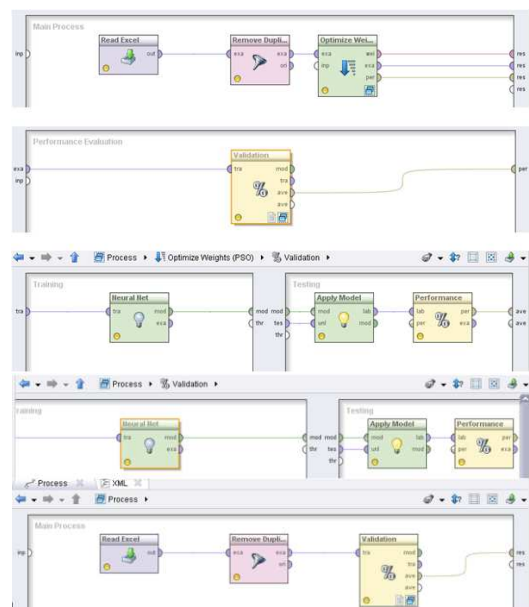 Main Process
Read Excel
Remove Dupli...
Optimize Wei...
inp
out
exa
exa
ori
exa
inp
wei
exa
per
res
res
res
res
Performance Evaluation
Validation
exa
inp
tra
mod
tra
ave
ave
per
Process
Optimize Weights (PSO)
Validation
Training
Testing
Neural Net
Apply Model
Performance
tra
tra
mod
exa
mod
thr
mod
tes
thr
mod
unl
lab
mod
lab
per
per
exa
ave
ave
Process
Validation
raining
Testing
Neural Net
Apply Model
Performance
tra
mod
exa
mod
thr
mod
tes
thr
mod
unl
lab
mod
lab
per
per
exa
Process
XML
Process
Main Process
Read Excel
Remove Dupli...
Validation
inp
out
exa
exa
ori
tra
mod
tra
ave
ave
res
res